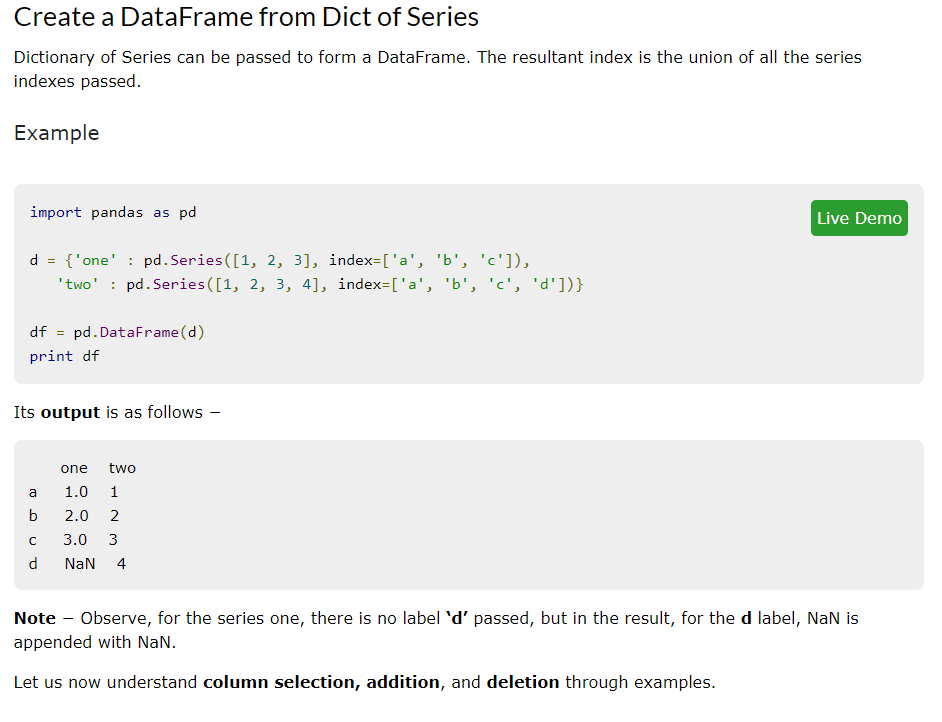 Create a DataFrame from Dict of Series
Dictionary of Series can be passed to form a DataFrame. The resultant index is the union of all the series
indexes passed.
Example
import pandas as pd
Live Demo
d = {'one' : pd.Series([1, 2, 3], index=['a', 'b', 'c']),
   'two' : pd.Series([1, 2, 3, 4], index=['a', 'b', 'c', 'd'])}
df = pd.DataFrame(d)
print df
Its output is as follows −
     one    two
a    1.0    1
b    2.0    2
c    3.0    3
d    NaN    4
Note − Observe, for the series one, there is no label ‘d’ passed, but in the result, for the d label, NaN is
appended with NaN.
Let us now understand column selection, addition, and deletion through examples.